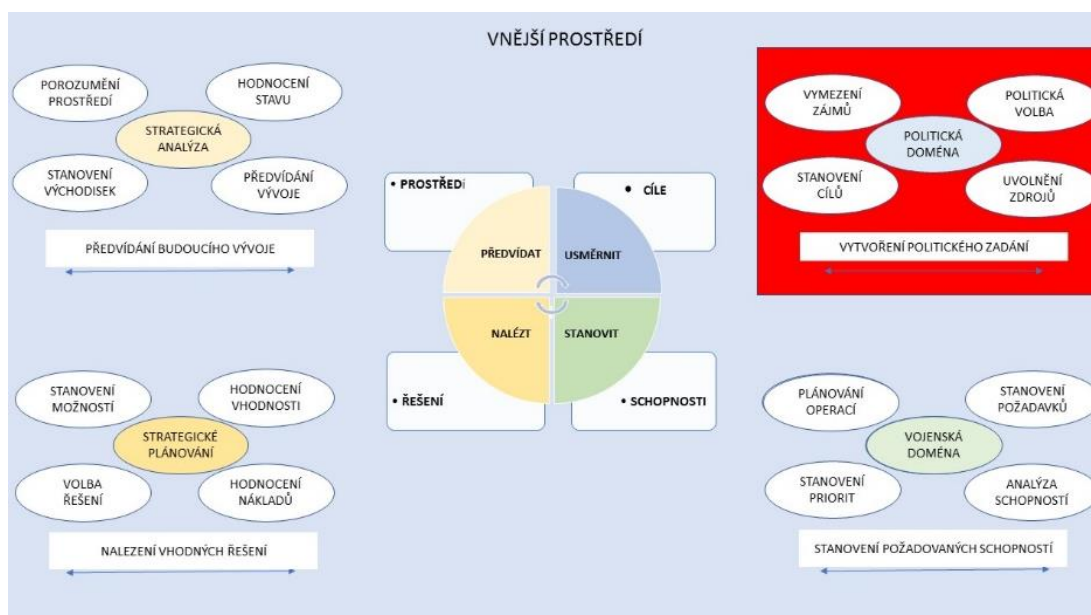 VNĚJŠÍ PROSTŘEDÍ
POROZUMĚNÍ
PROSTŘEDÍ
HODNOCENÍ
STAVU
STRATEGICKÁ
ANALÝZA
STANOVENÍ
VÝCHODISEK
PŘEDVÍDÁNÍ
VÝVOJE
PŘEDVÍDÁNÍ BUDOUCÍHO VÝVOJE
• PROSTŘEDí
• CÍLE
PŘEDVÍDAT
USMĚRNIT
NALÉZT
STANOVIT
• ŘEŠENÍ
• SCHOPNOSTI
VYMEZENÍ
ZÁJMŮ
POLITICKÁ
VOLBA
POLITICKÁ
DOMÉNA
STANOVENÍ
CÍLŮ
UVOLNĚNÍ
ZDROJŮ
VYTVOŘENÍ POLITICKÉHO ZADÁNÍ
STANOVENÍ
MOŽNOSTÍ
HODNOCENÍ
VHODNOSTI
STRATEGICKÉ
PLÁNOVÁNÍ
VOLBA
ŘEŠENÍ
HODNOCENÍ
NÁKLADŮ
NALEZENÍ VHODNÝCH ŘEŠENÍ
PLÁNOVÁNÍ
OPERACÍ
STANOVENÍ
POŽADAVKŮ
VOJENSKÁ
DOMÉNA
STANOVENÍ
PRIORIT
ANALÝZA
SCHOPNOSTÍ
STANOVENÍ POŽADOVANÝCH SCHOPNOSTÍ